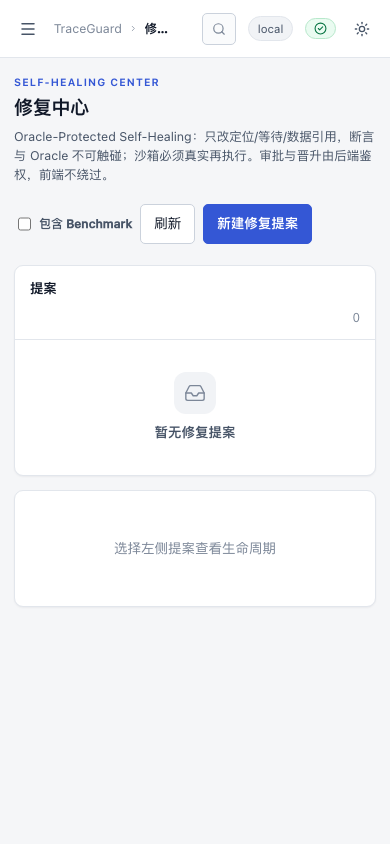 TraceGuard › 修... local
SELF-HEALING CENTER
修复中心
Oracle-Protected Self-Healing：只改定位/等待/数据引用，断言
与 Oracle 不可触碰；沙箱必须真实再执行。审批与晋升由后端鉴
权，前端不绕过。
包含 Benchmark 刷新 新建修复提案
提案
0
暂无修复提案
选择左侧提案查看生命周期